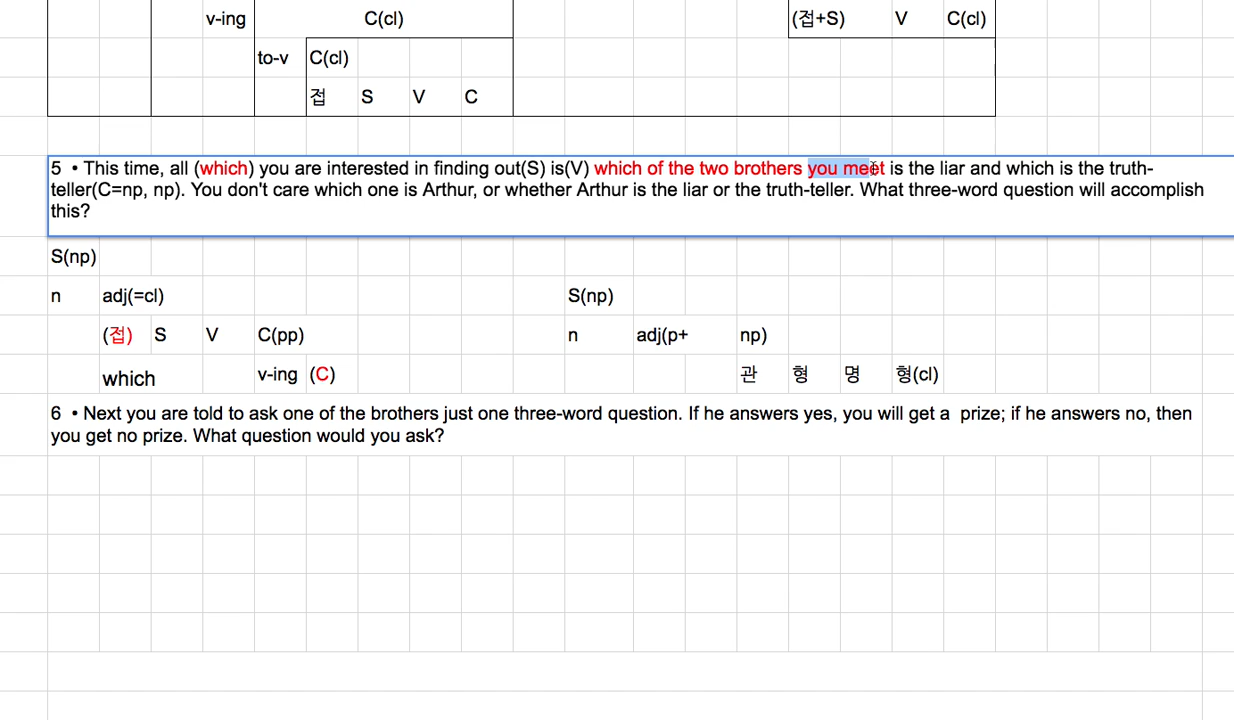 v-ing C(cl) (접+S) V C(cl)
to-v C(cl)
접 S V C
5 • This time, all (which) you are interested in finding out(S) is(V) which of the two brothers you meet is the liar and which is the truth-
teller(C=np, np). You don't care which one is Arthur, or whether Arthur is the liar or the truth-teller. What three-word question will accomplish
this?
S(np)
n adj(=cl) S(np)
(접) S V C(pp) n adj(p+ np)
which v-ing (C) 관 형 명 형(cl)
6 • Next you are told to ask one of the brothers just one three-word question. If he answers yes, you will get a  prize; if he answers no, then
you get no prize. What question would you ask?